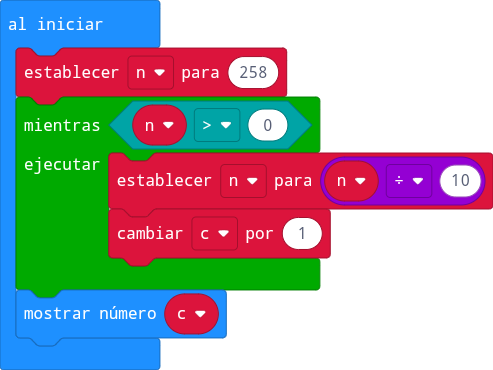 al iniciar
establecer n para 258
mientras n > 0
ejecutar
establecer n para n ÷ 10
cambiar c por 1
mostrar número c